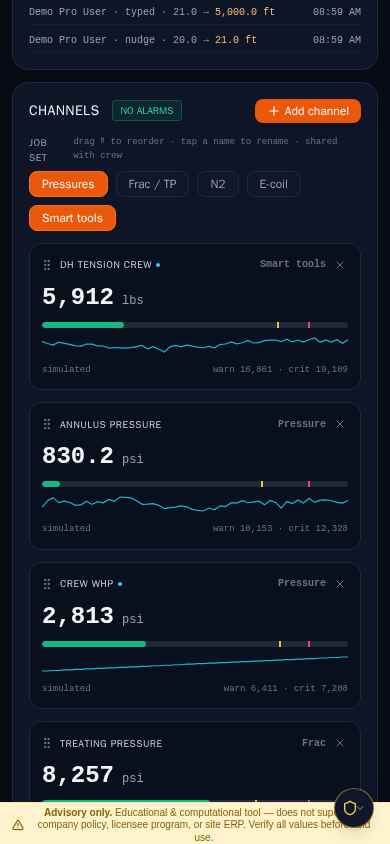 Demo Pro User · typed · 21.0 → 5,000.0 ft 08:59 AM
Demo Pro User · nudge · 20.0 → 21.0 ft 08:59 AM
CHANNELS NO ALARMS + Add channel
JOB SET drag ⠿ to reorder · tap a name to rename · shared
with crew
Pressures Frac / TP N2 E-coil
Smart tools
DH TENSION CREW Smart tools ×
5,912 lbs
simulated warn 16,861 · crit 19,109
ANNULUS PRESSURE Pressure ×
830.2 psi
simulated warn 10,153 · crit 12,328
CREW WHP Pressure ×
2,813 psi
simulated warn 6,411 · crit 7,208
TREATING PRESSURE Frac ×
8,257 psi
Advisory only. Educational & computational tool — does not
company policy, licensee program, or site ERP. Verify all values
use.